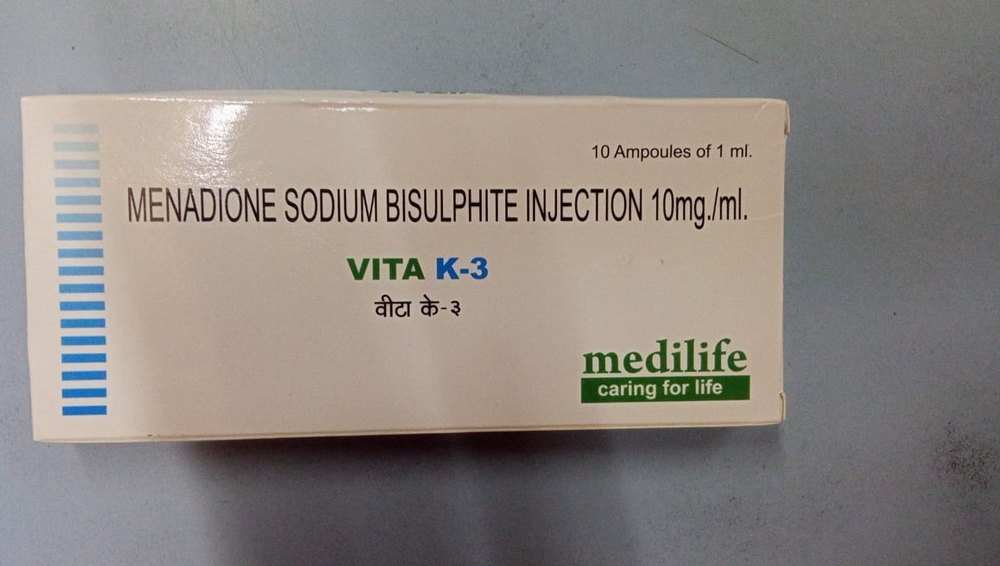 10 Ampoules of 1 ml.
MENADIONE SODIUM BISULPHITE INJECTION 10mg./ml.
VITA K-3
वीटा के-३
medilife
caring for life